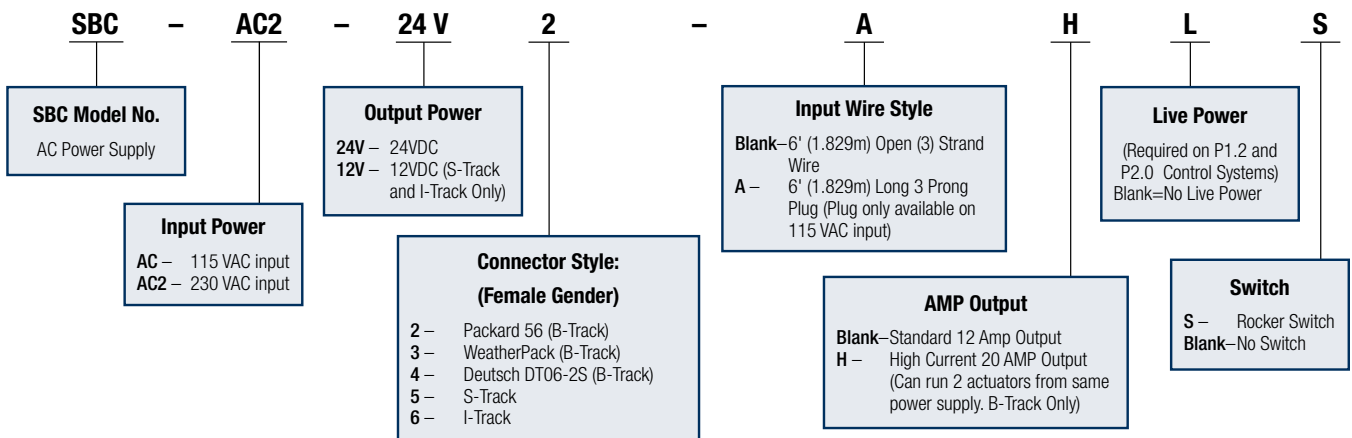 SBC – AC2 – 24 V 2 – A H L S
SBC Model No.
AC Power Supply
Input Power
AC – 115 VAC input
AC2 – 230 VAC input
Output Power
24V – 24VDC
12V – 12VDC (S-Track
and I-Track Only)
Connector Style:
(Female Gender)
2 – Packard 56 (B-Track)
3 – WeatherPack (B-Track)
4 – Deutsch DT06-2S (B-Track)
5 – S-Track
6 – I-Track
Input Wire Style
Blank–6' (1.829m) Open (3) Strand
Wire
A – 6' (1.829m) Long 3 Prong
Plug (Plug only available on
115 VAC input)
AMP Output
Blank–Standard 12 Amp Output
H – High Current 20 AMP Output
(Can run 2 actuators from same
power supply. B-Track Only)
Live Power
(Required on P1.2 and
P2.0 Control Systems)
Blank=No Live Power
Switch
S – Rocker Switch
Blank–No Switch